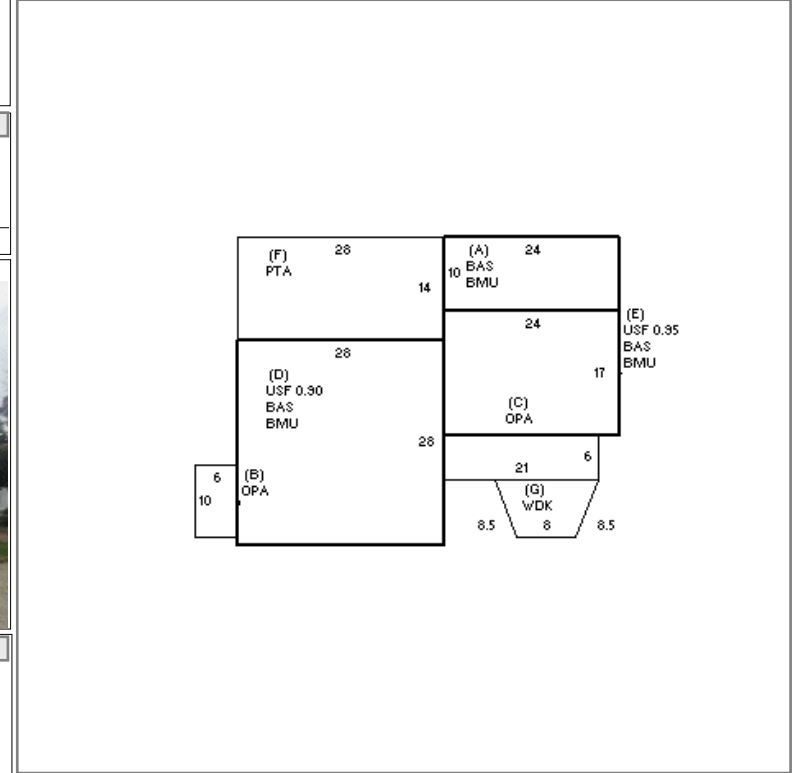 (F)
PTA
28
14
(A)
BAS
BMU
24
10
(E)
USF 0.95
BAS
BMU
24
17
(C)
OPA
28
(D)
USF 0.90
BAS
BMU
28
(B)
OPA
6
10
6
21
(G)
WDK
8.5
8
8.5